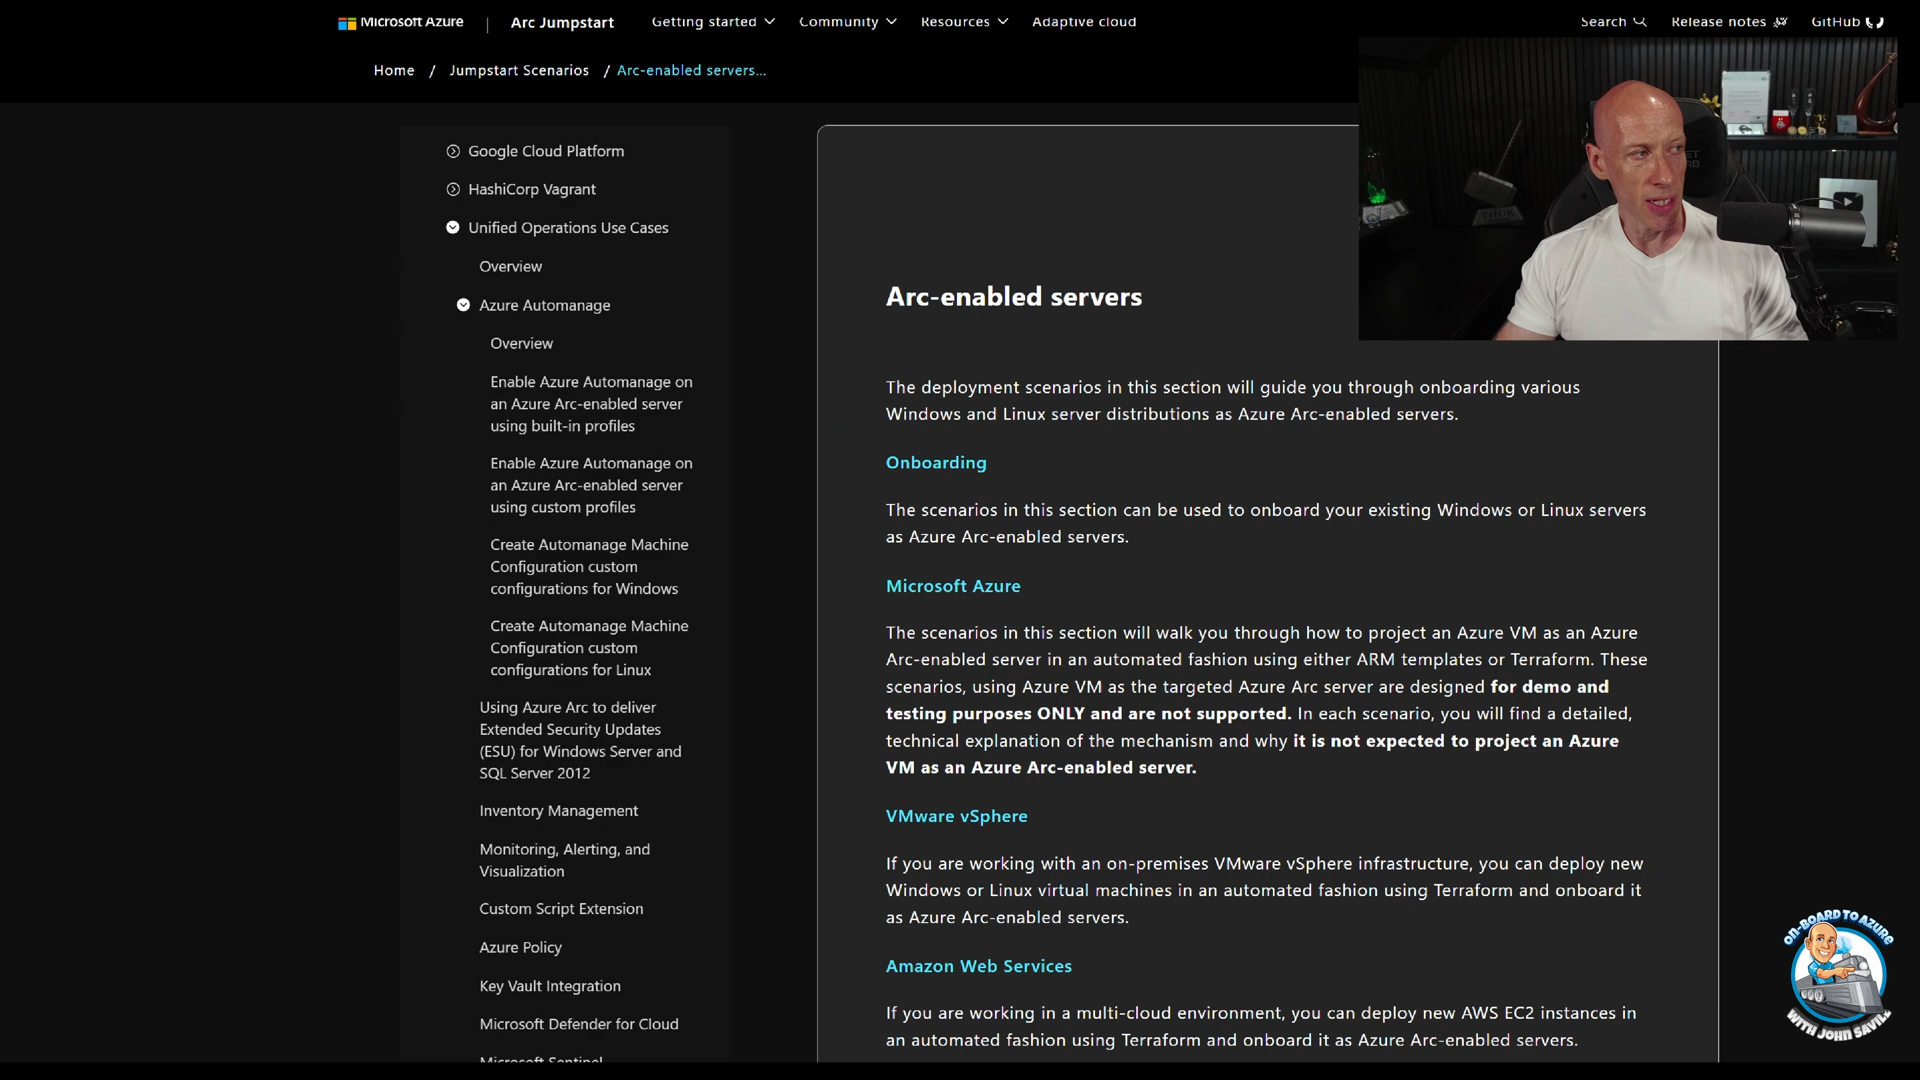 Microsoft Azure
Arc Jumpstart
Getting started
Community
Resources
Adaptive cloud
Search
Release notes
GitHub
Home / Jumpstart Scenarios / Arc-enabled servers...
Google Cloud Platform
HashiCorp Vagrant
Unified Operations Use Cases
Overview
Azure Automanage
Overview
Enable Azure Automanage on
an Azure Arc-enabled server
using built-in profiles
Enable Azure Automanage on
an Azure Arc-enabled server
using custom profiles
Create Automanage Machine
Configuration custom
configurations for Windows
Create Automanage Machine
Configuration custom
configurations for Linux
Using Azure Arc to deliver
Extended Security Updates
(ESU) for Windows Server and
SQL Server 2012
Inventory Management
Monitoring, Alerting, and
Visualization
Custom Script Extension
Azure Policy
Key Vault Integration
Microsoft Defender for Cloud
Microsoft Sentinel
Arc-enabled servers
The deployment scenarios in this section will guide you through onboarding various
Windows and Linux server distributions as Azure Arc-enabled servers.
Onboarding
The scenarios in this section can be used to onboard your existing Windows or Linux servers
as Azure Arc-enabled servers.
Microsoft Azure
The scenarios in this section will walk you through how to project an Azure VM as an Azure
Arc-enabled server in an automated fashion using either ARM templates or Terraform. These
scenarios, using Azure VM as the targeted Azure Arc server are designed for demo and
testing purposes ONLY and are not supported. In each scenario, you will find a detailed,
technical explanation of the mechanism and why it is not expected to project an Azure
VM as an Azure Arc-enabled server.
VMware vSphere
If you are working with an on-premises VMware vSphere infrastructure, you can deploy new
Windows or Linux virtual machines in an automated fashion using Terraform and onboard it
as Azure Arc-enabled servers.
Amazon Web Services
If you are working in a multi-cloud environment, you can deploy new AWS EC2 instances in
an automated fashion using Terraform and onboard it as Azure Arc-enabled servers.
THOR
ON-BOARD TO AZURE
WITH JOHN SAVILL